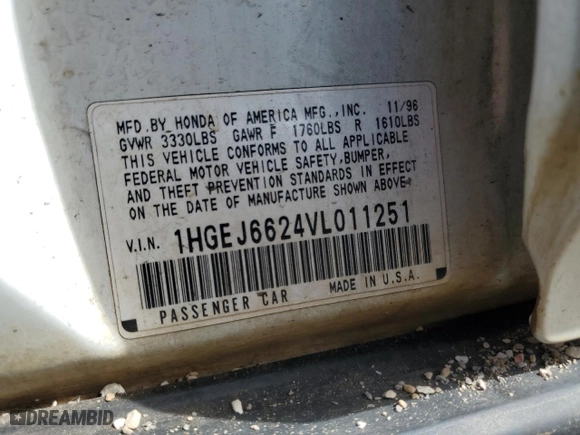 MFD.BY HONDA OF AMERICA MFG.,INC. 11/96
GVWR 3330LBS GAWR F 1760LBS R 1610LBS
THIS VEHICLE CONFORMS TO ALL APPLICABLE
FEDERAL MOTOR VEHICLE SAFETY,BUMPER,
AND THEFT PREVENTION STANDARDS IN EFFECT
ON THE DATE OF MANUFACTURE SHOWN ABOVE.
V.I.N. 1HGEJ6624VL011251
PASSENGER CAR MADE IN U.S.A.
DREAMBID